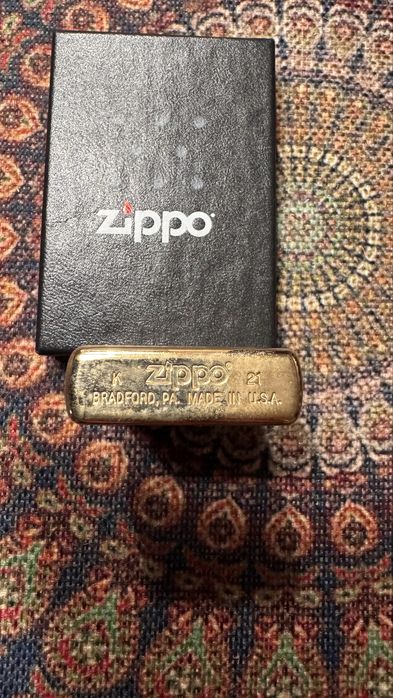 zippo
K zippo 21
BRADFORD, PA. MADE IN U.S.A.